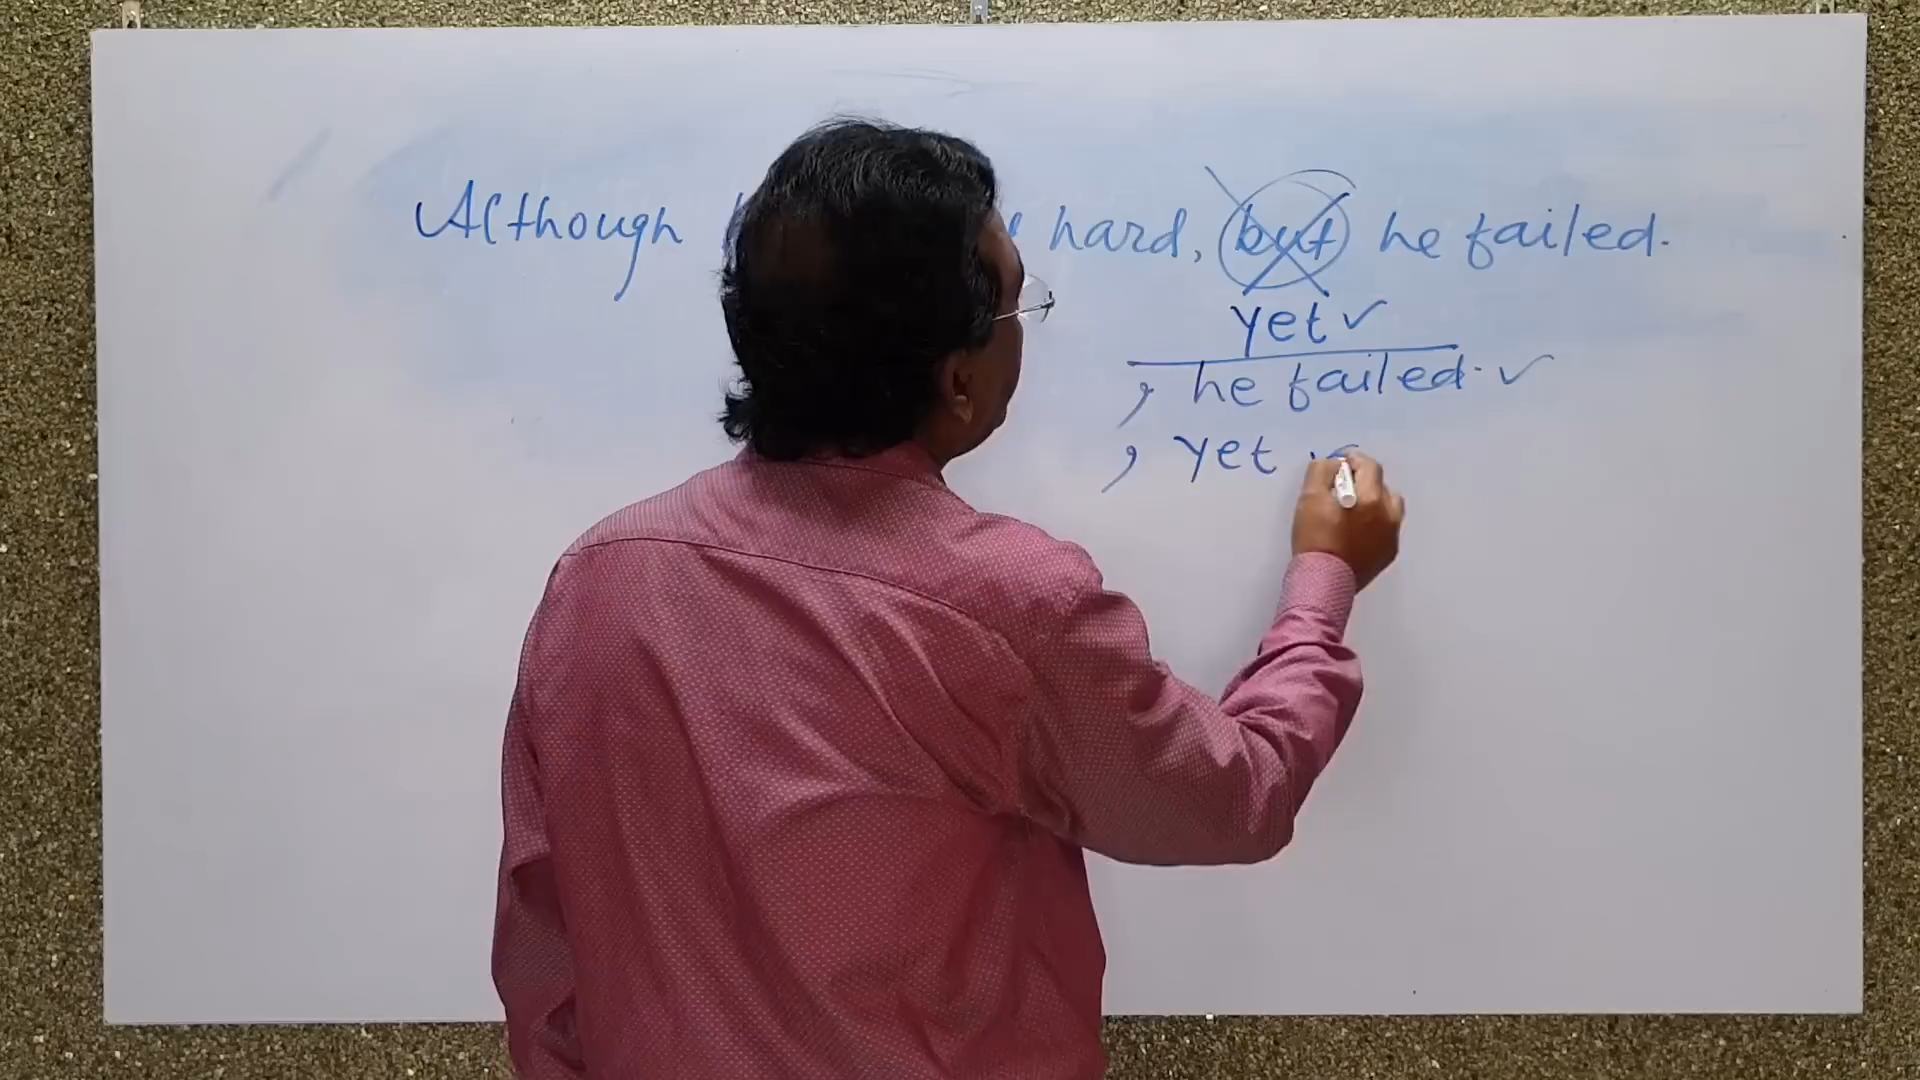 Although hard, but he failed.
yet ✓
, he failed. ✓
, yet